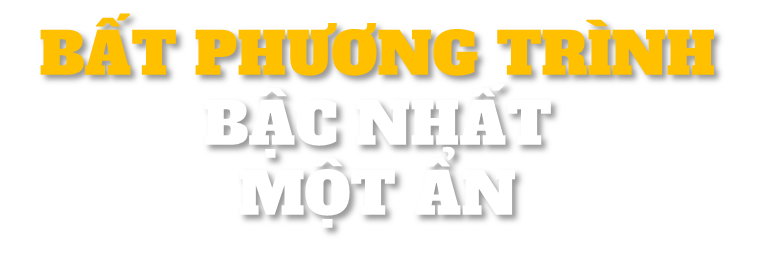 BẤT PHƯƠNG TRÌNH
BẬC NHẤT
MỘT ẨN